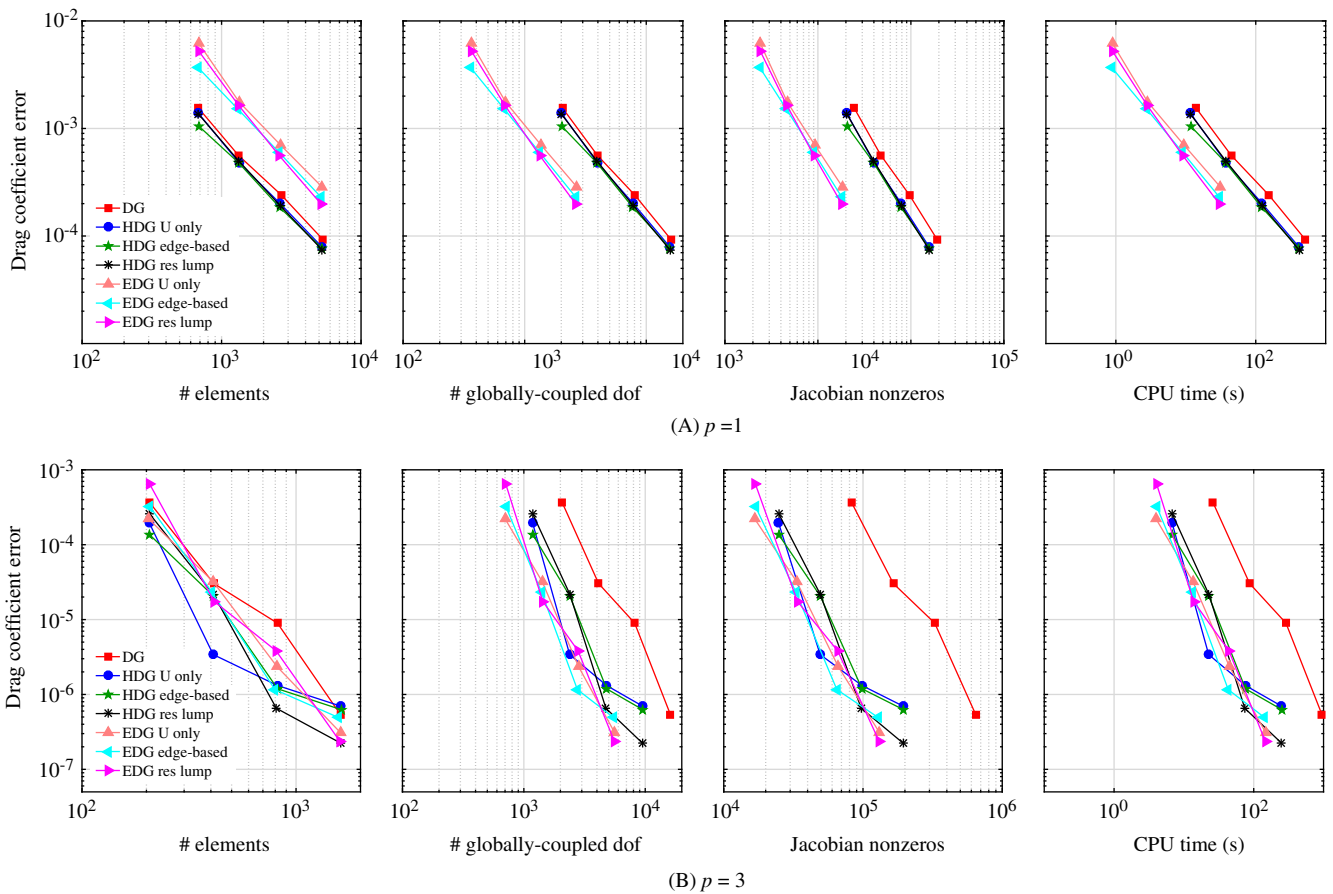 Drag coefficient error
10^-2
10^-3
10^-4
DG
HDG U only
HDG edge-based
HDG res lump
EDG U only
EDG edge-based
EDG res lump
10^2 10^3 10^4
# elements
10^2 10^3 10^4
# globally-coupled dof
10^3 10^4 10^5
Jacobian nonzeros
10^0 10^2
CPU time (s)
(A) p =1
Drag coefficient error
10^-3
10^-4
10^-5
10^-6
10^-7
DG
HDG U only
HDG edge-based
HDG res lump
EDG U only
EDG edge-based
EDG res lump
10^2 10^3
# elements
10^3 10^4
# globally-coupled dof
10^4 10^5 10^6
Jacobian nonzeros
10^0 10^2
CPU time (s)
(B) p = 3